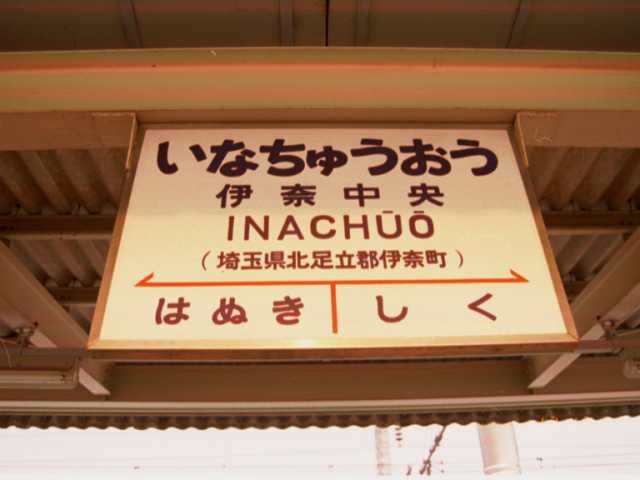 いなちゅうおう
伊奈中央
INACHŪŌ
(埼玉県北足立郡伊奈町)
はぬき しく